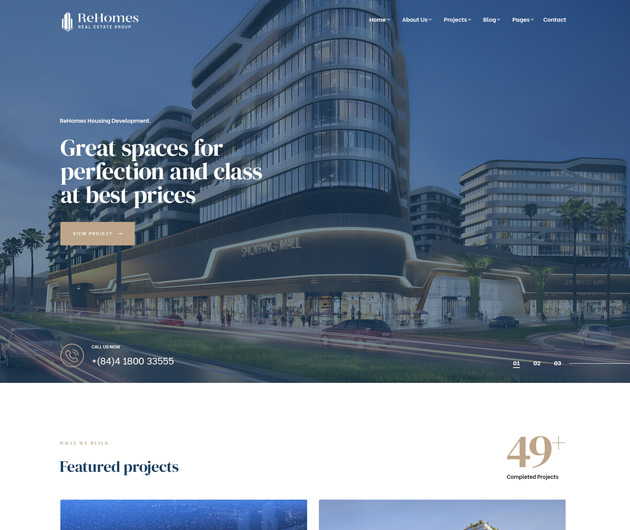 ReHomes
REAL ESTATE GROUP
Home
About Us
Projects
Blog
Pages
Contact
ReHomes Housing Development.
Great spaces for
perfection and class
at best prices
VIEW PROJECT →
SHOPPING MALL
CALL US NOW
+(84)4 1800 33555
01 02 03
WHAT WE BUILD.
Featured projects
49+
Completed Projects